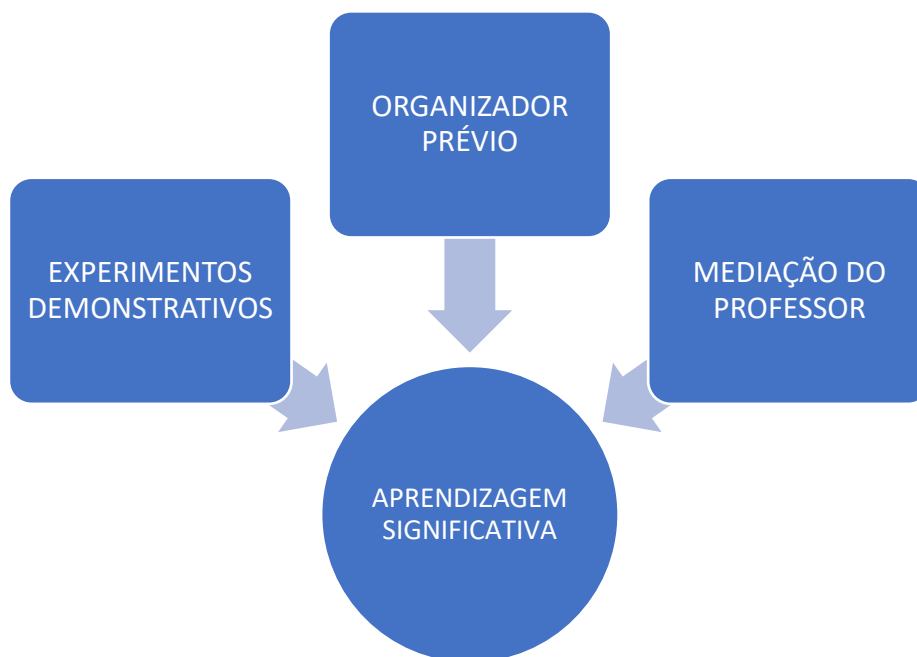 ORGANIZADOR
PRÉVIO
EXPERIMENTOS
DEMONSTRATIVOS
MEDIAÇÃO DO
PROFESSOR
APRENDIZAGEM
SIGNIFICATIVA